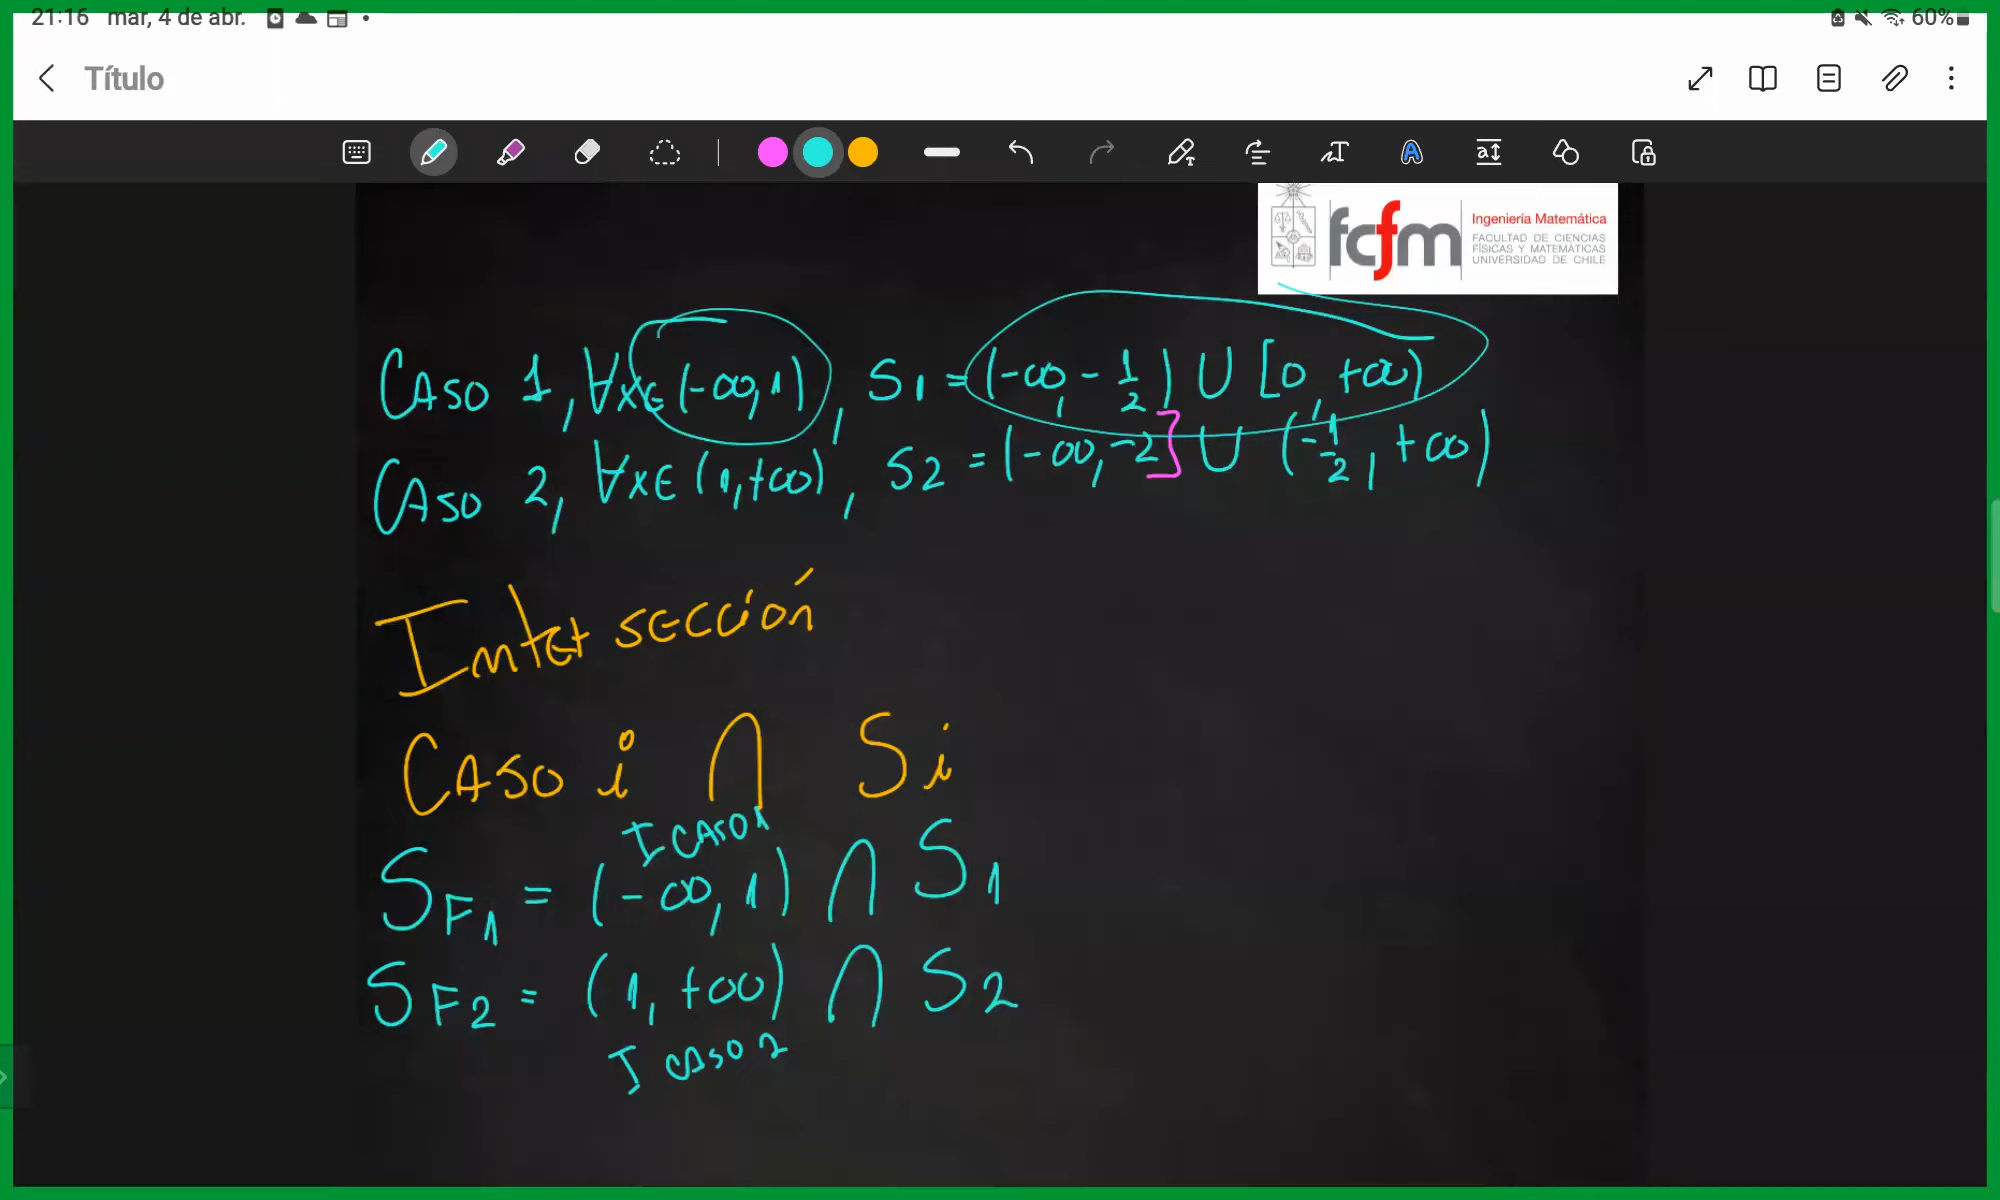 21:16 mar, 4 de abr. 60%
Título
fcfm Ingeniería Matemática
FACULTAD DE CIENCIAS
FÍSICAS Y MATEMÁTICAS
UNIVERSIDAD DE CHILE
CASO 1, ∀x∈ (-∞, 1), S1 = (-∞, -1/2) ∪ [0, +∞)
CASO 2, ∀x∈ (1, +∞), S2 = (-∞, -2] ∪ (-1/2, +∞)
Intersección
CASO i ∩ Si
I CASO 1
SF1 = (-∞, 1) ∩ S1
SF2 = (1, +∞) ∩ S2
I CASO 2